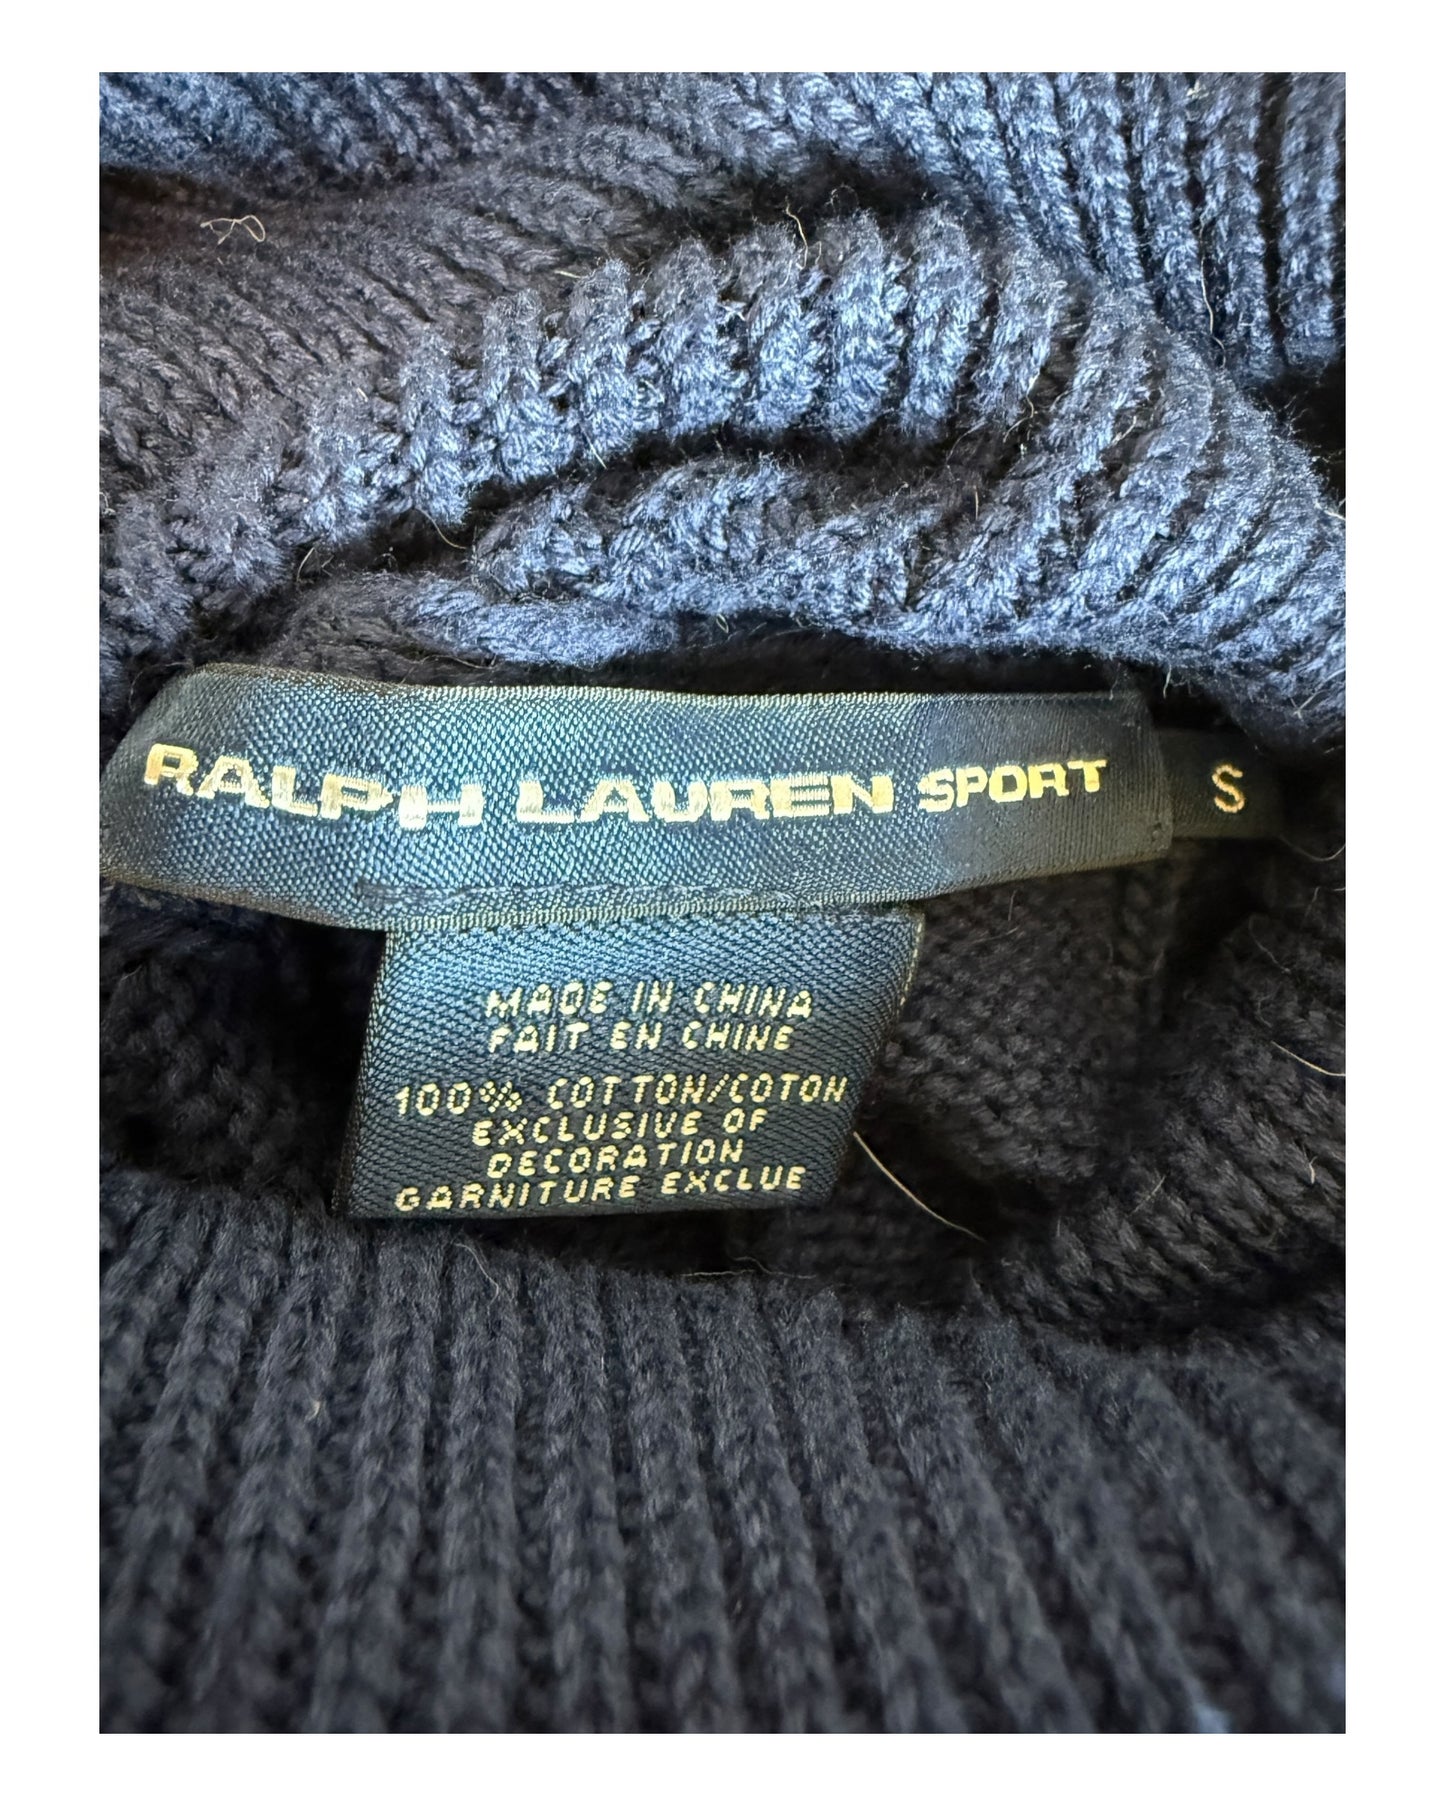 RALPH LAUREN SPORT S
MADE IN CHINA
FAIT EN CHINE
100% COTTON/COTON
EXCLUSIVE OF
DECORATION
GARNITURE EXCLUE